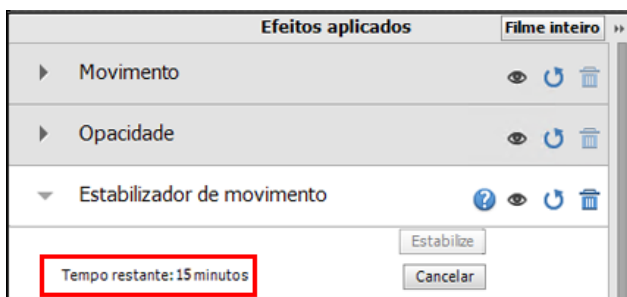 Efeitos aplicados Filme inteiro
Movimento
Opacidade
Estabilizador de movimento
Estabilize
Tempo restante: 15 minutos Cancelar